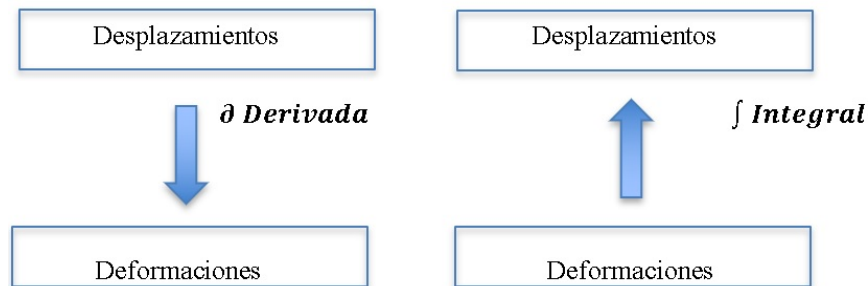 Desplazamientos
Desplazamientos
∂ Derivada
∫ Integral
Deformaciones
Deformaciones